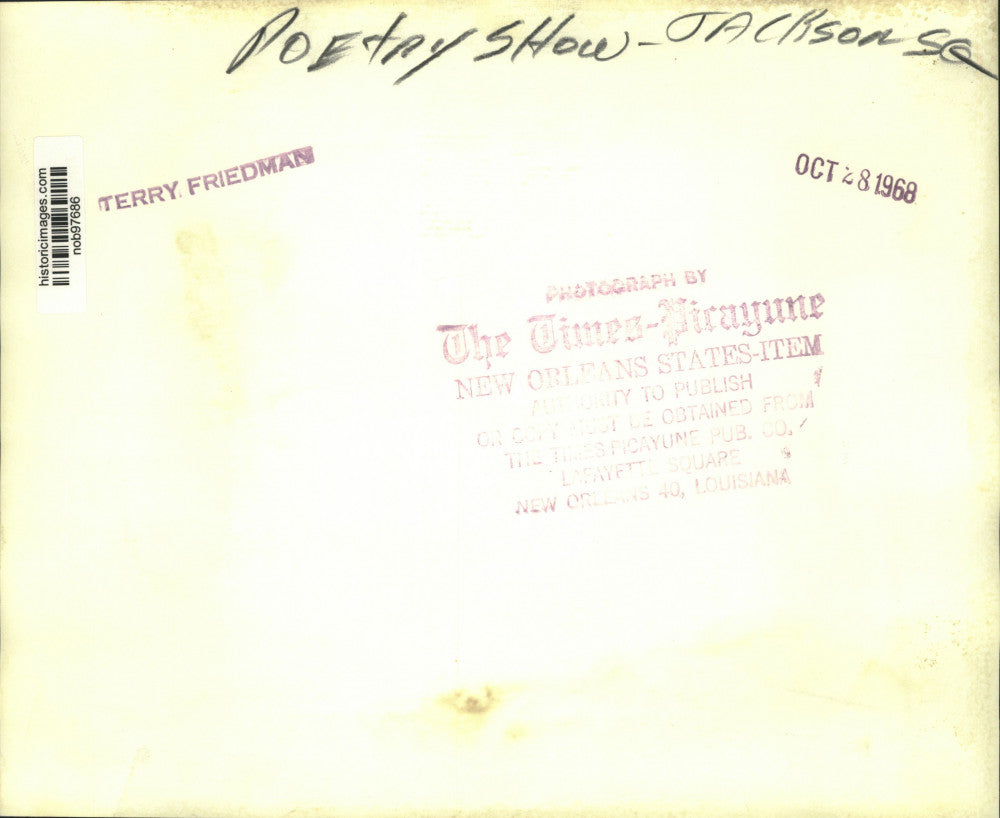 Poetry Show - Jackson Sq
TERRY FRIEDMAN
OCT 28 1968
historicimages.com
nob97686
PHOTOGRAPH BY
The Times-Picayune
NEW ORLEANS STATES-ITEM
AUTHORITY TO PUBLISH
OR COPY MUST BE OBTAINED FROM
THE TIMES PICAYUNE PUB. CO.
LAFAYETTE SQUARE
NEW ORLEANS 40, LOUISIANA